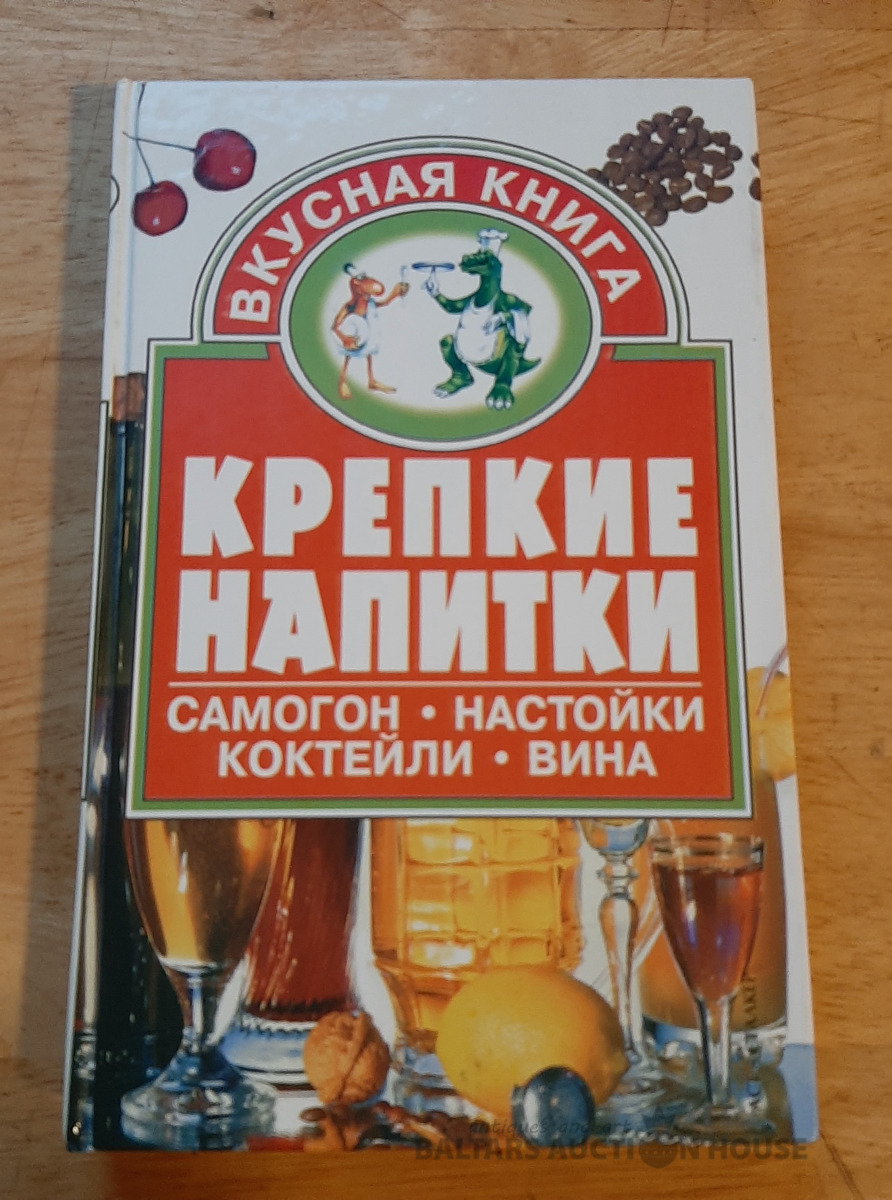 ВКУСНАЯ КНИГА
КРЕПКИЕ
НАПИТКИ
САМОГОН • НАСТОЙКИ
КОКТЕЙЛИ • ВИНА
BALTARS AUCTION HOUSE